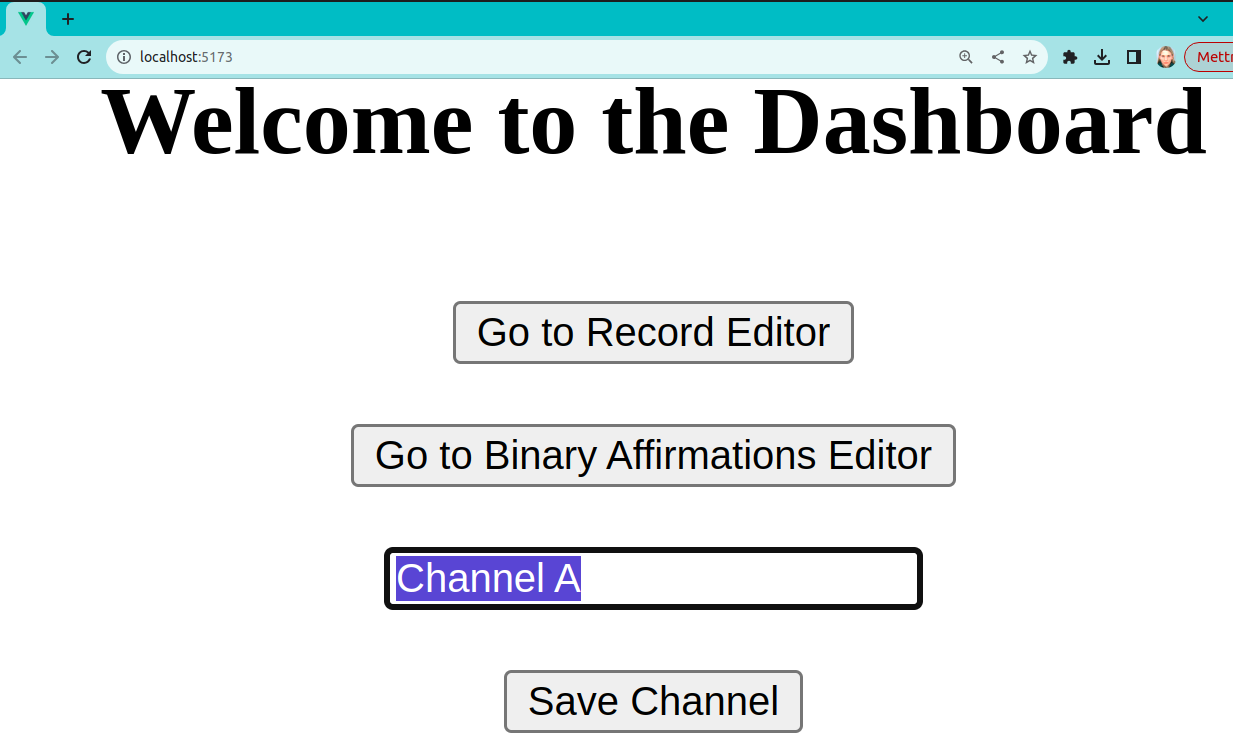 localhost:5173
Mettr
Welcome to the Dashboard
Go to Record Editor
Go to Binary Affirmations Editor
Channel A
Save Channel